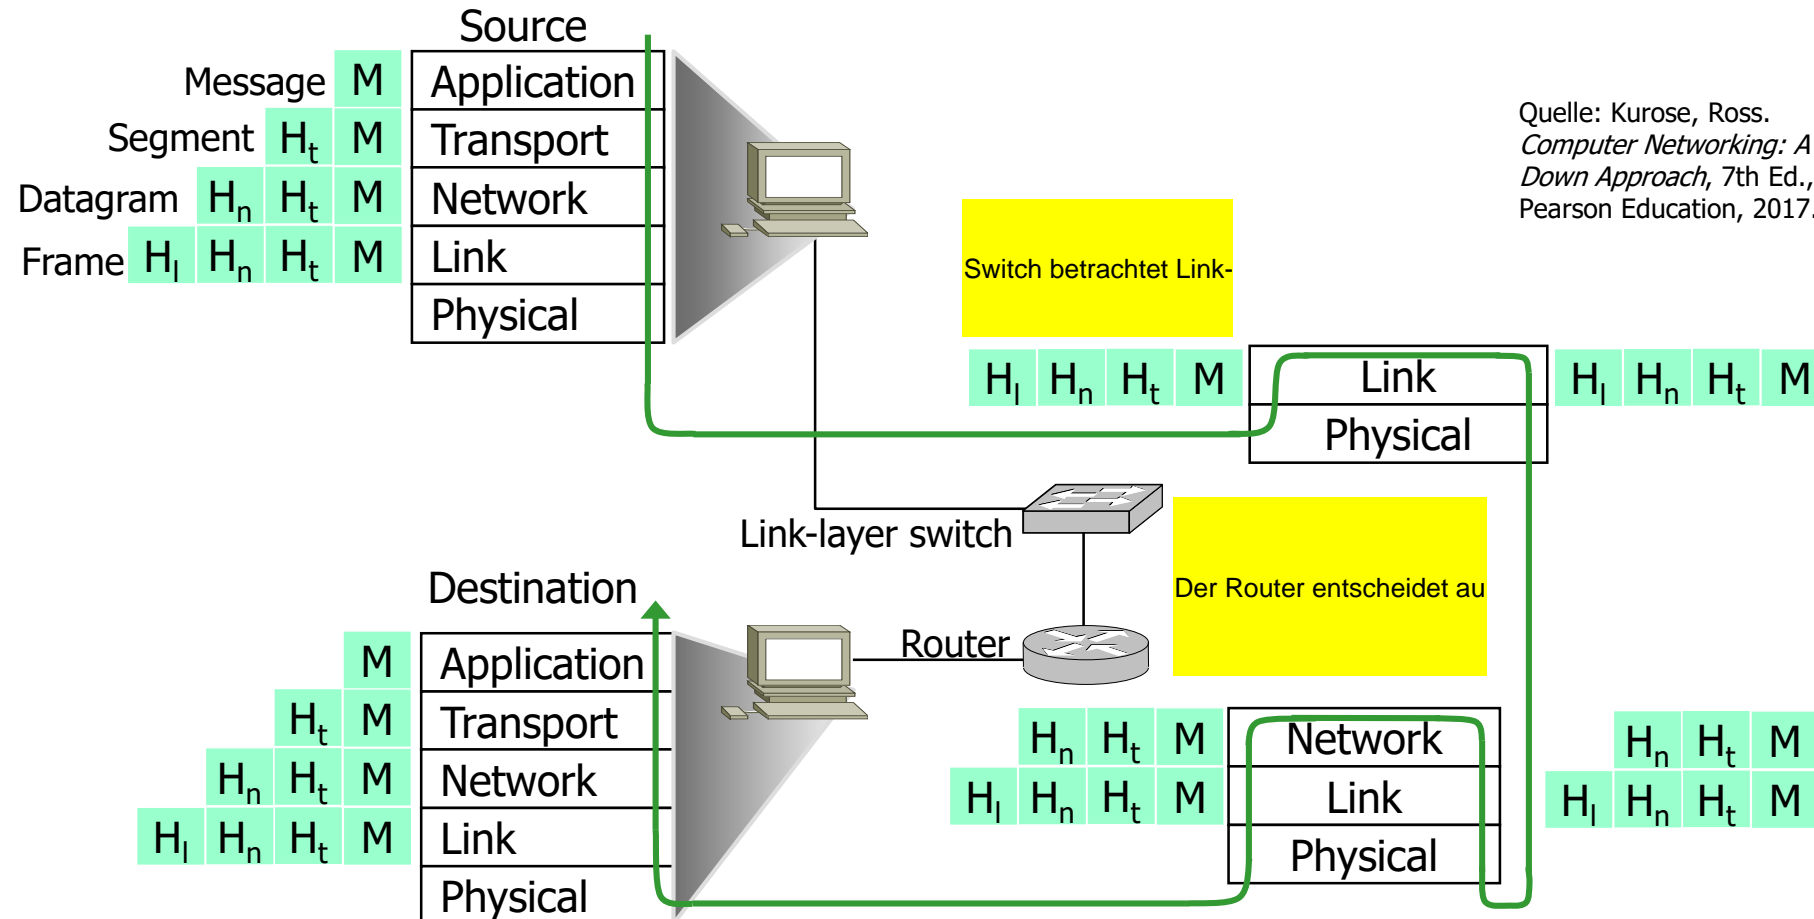 Source
Message M Application
Segment Ht M Transport
Datagram Hn Ht M Network
Frame Hl Hn Ht M Link
Physical
Quelle: Kurose, Ross.
Computer Networking: A
Down Approach, 7th Ed.,
Pearson Education, 2017.
Switch betrachtet Link-
Hl Hn Ht M Link Hl Hn Ht M
Physical
Link-layer switch
Der Router entscheidet au
Router
Destination
M Application
Ht M Transport
Hn Ht M Network
Hl Hn Ht M Link
Physical
Hn Ht M Network Hn Ht M
Hl Hn Ht M Link Hl Hn Ht M
Physical